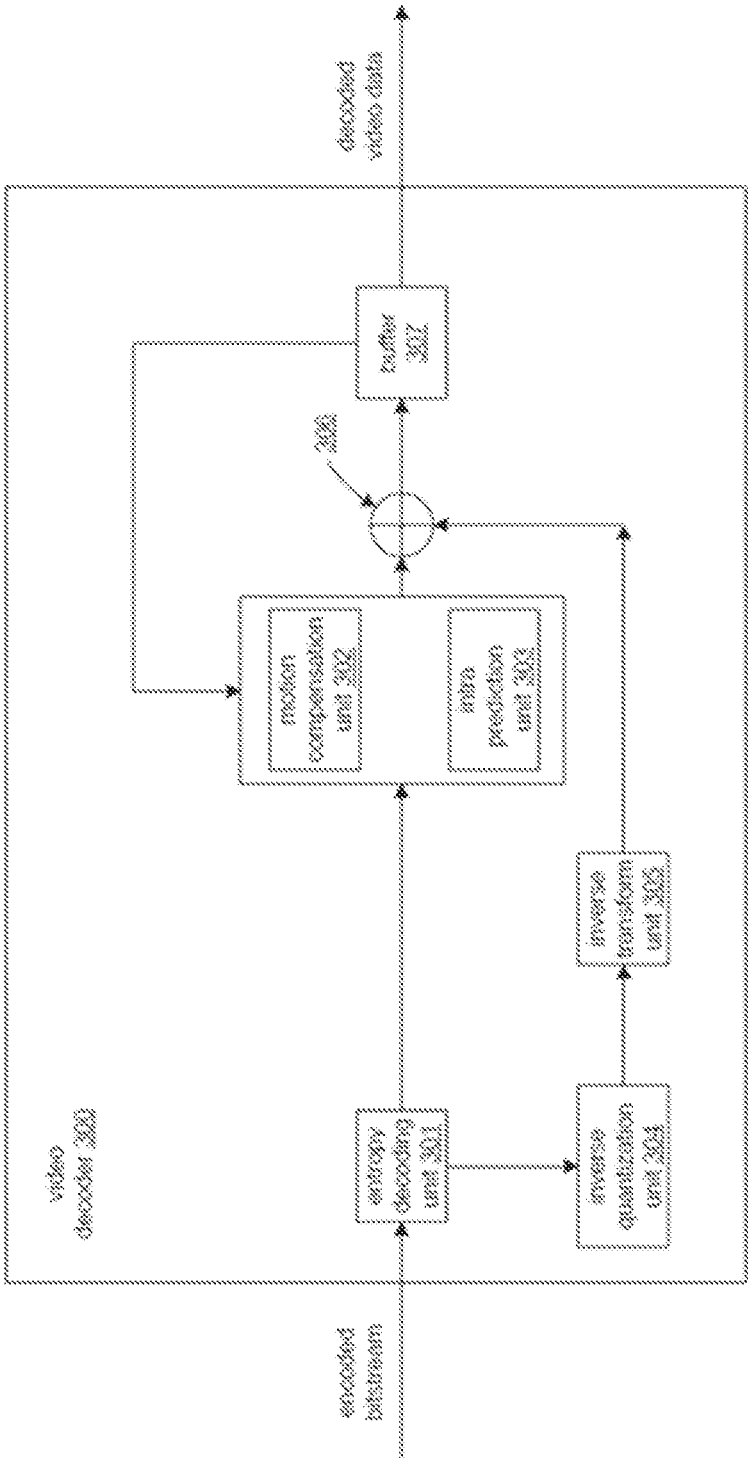 video
decoder 300
encoded
bitstream
entropy
decoding
unit 301
inverse
quantization
unit 304
inverse
transform
unit 305
motion
compensation
unit 302
intra
prediction
unit 303
306
buffer
307
decoded
video data